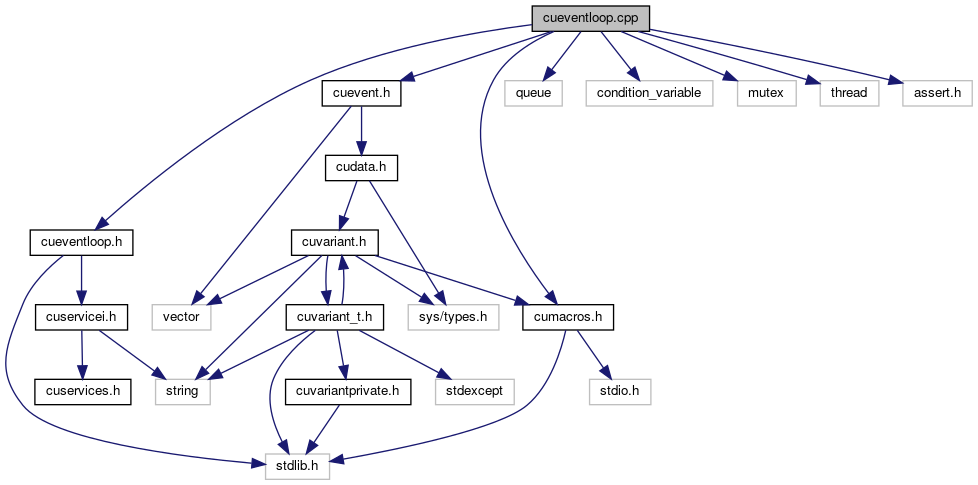 cueventloop.cpp
cuevent.h
queue
condition_variable
mutex
thread
assert.h
cudata.h
cueventloop.h
cuvariant.h
cuservicei.h
vector
cuvariant_t.h
sys/types.h
cumacros.h
cuservices.h
string
cuvariantprivate.h
stdexcept
stdio.h
stdlib.h